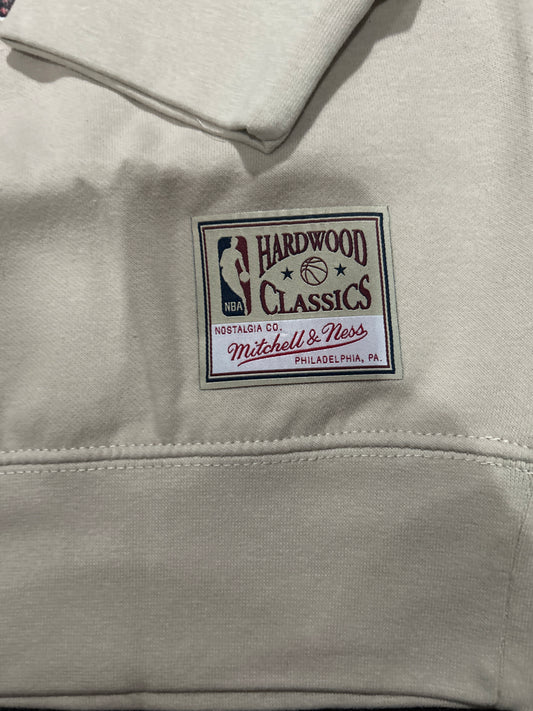 HARDWOOD
NBA
CLASSICS
NOSTALGIA CO.
Mitchell & Ness
PHILADELPHIA, PA.